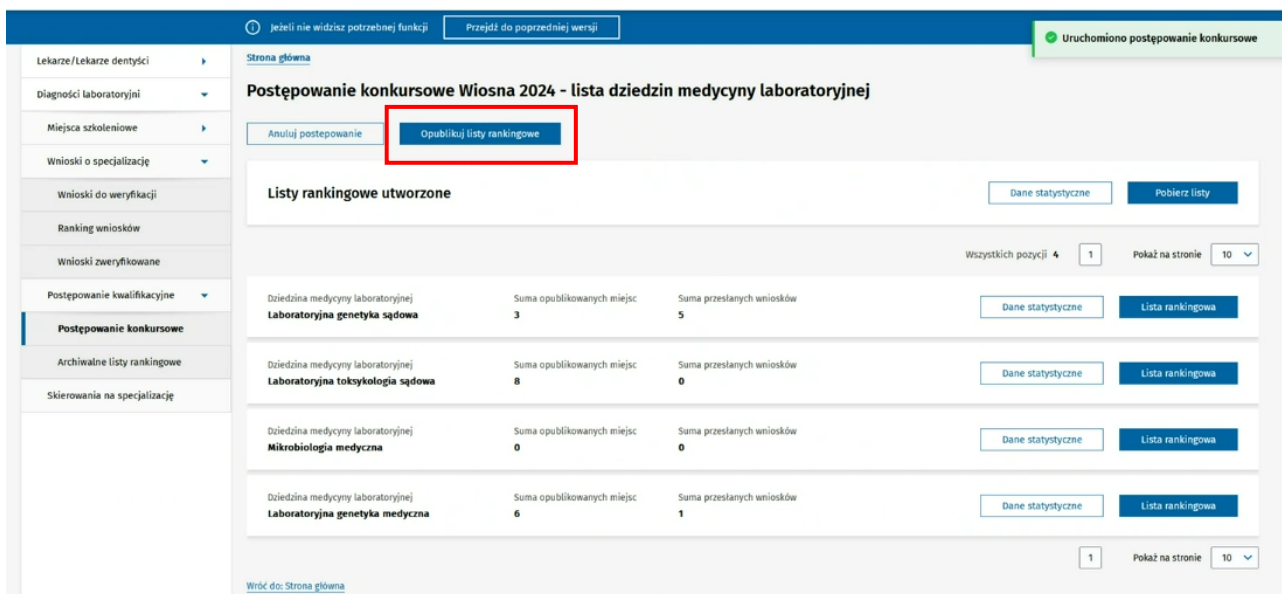 Jeżeli nie widzisz potrzebnej funkcji Przejdź do poprzedniej wersji
Uruchomiono postępowanie konkursowe
Lekarze/Lekarze dentyści
Diagności laboratoryjni
Miejsca szkoleniowe
Wnioski o specjalizację
Wnioski do weryfikacji
Ranking wniosków
Wnioski zweryfikowane
Postępowanie kwalifikacyjne
Postępowanie konkursowe
Archiwalne listy rankingowe
Skierowania na specjalizację
Strona główna
Postępowanie konkursowe Wiosna 2024 - lista dziedzin medycyny laboratoryjnej
Anuluj postepowanie Opublikuj listy rankingowe
Listy rankingowe utworzone Dane statystyczne Pobierz listy
Wszystkich pozycji 4 1 Pokaż na stronie 10
Dziedzina medycyny laboratoryjnej Suma opublikowanych miejsc Suma przesłanych wniosków
Laboratoryjna genetyka sądowa 3 5 Dane statystyczne Lista rankingowa
Dziedzina medycyny laboratoryjnej Suma opublikowanych miejsc Suma przesłanych wniosków
Laboratoryjna toksykologia sądowa 8 0 Dane statystyczne Lista rankingowa
Dziedzina medycyny laboratoryjnej Suma opublikowanych miejsc Suma przesłanych wniosków
Mikrobiologia medyczna 0 0 Dane statystyczne Lista rankingowa
Dziedzina medycyny laboratoryjnej Suma opublikowanych miejsc Suma przesłanych wniosków
Laboratoryjna genetyka medyczna 6 1 Dane statystyczne Lista rankingowa
1 Pokaż na stronie 10
Wróć do: Strona główna